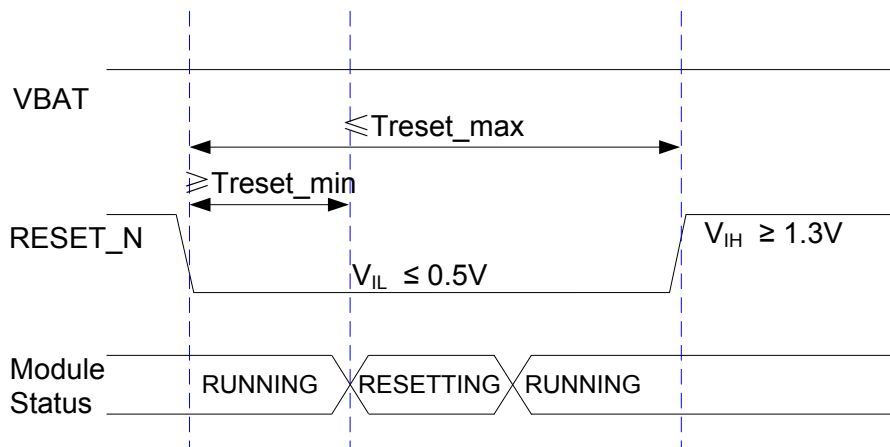 VBAT
≤Treset_max
≥Treset_min
RESET_N
VIH ≥ 1.3V
VIL ≤ 0.5V
Module
Status
RUNNING
RESETTING
RUNNING